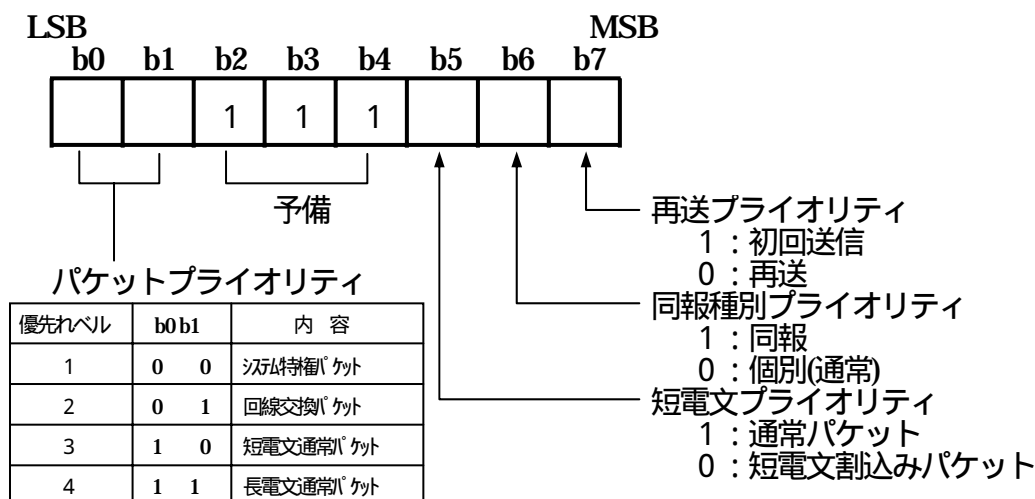 LSB MSB
b0 b1 b2 b3 b4 b5 b6 b7
1 1 1
予備
再送プライオリティ
1：初回送信
0：再送
同報種別プライオリティ
1：同報
0：個別(通常)
短電文プライオリティ
1：通常パケット
0：短電文割込みパケット
パケットプライオリティ
優先れベル b0 b1 内 容
1 0 0 システム特権パケット
2 0 1 回線交換パケット
3 1 0 短電文通常パケット
4 1 1 長電文通常パケット